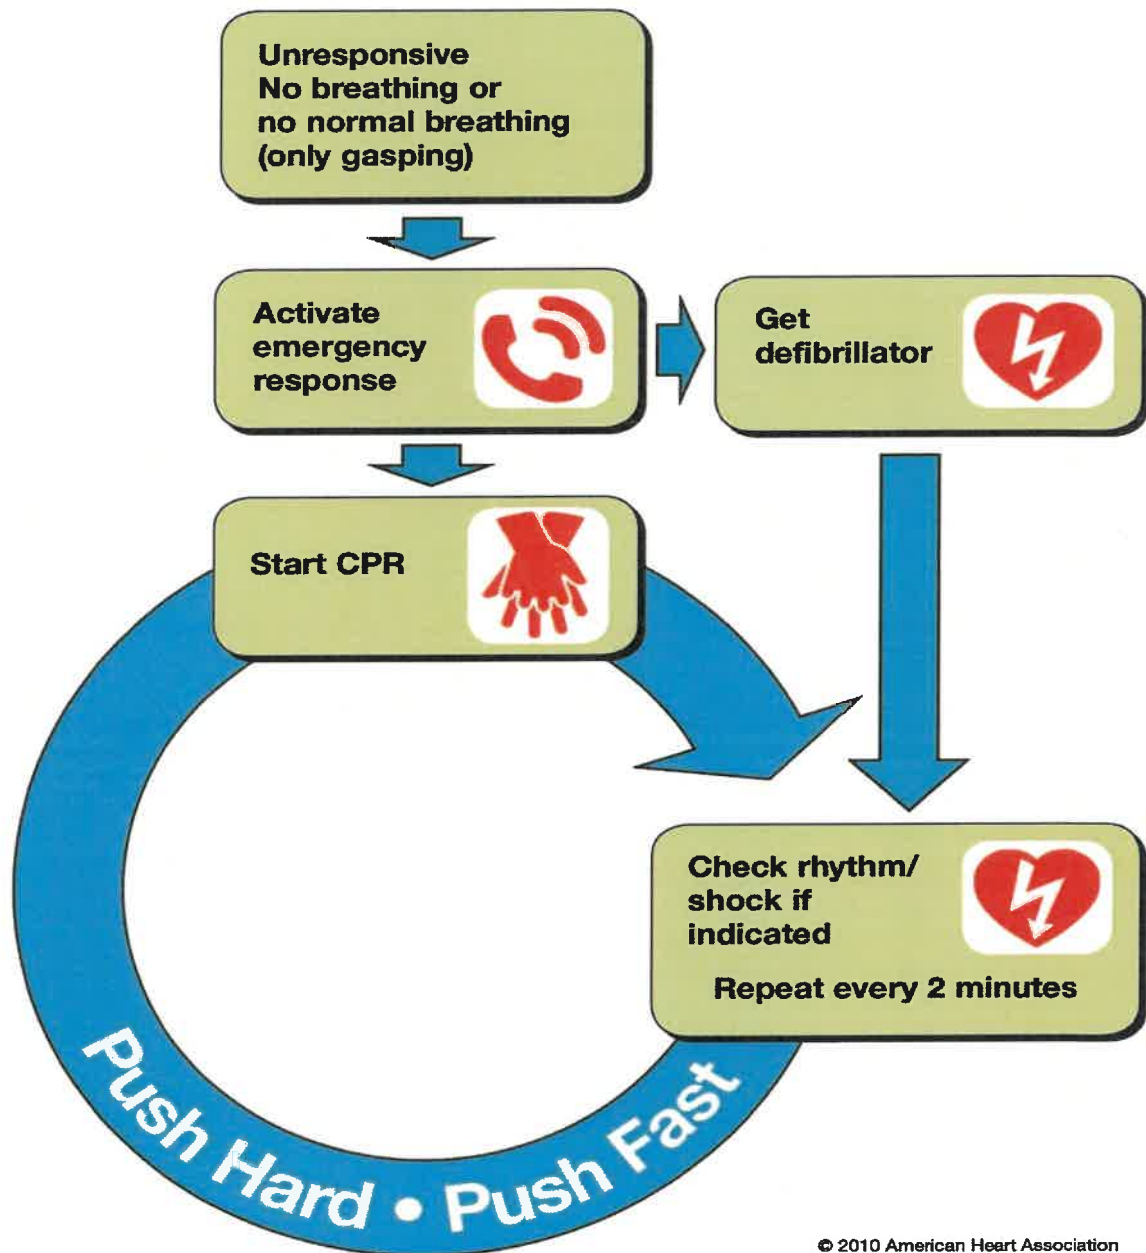 Unresponsive
No breathing or
no normal breathing
(only gasping)
Activate
emergency
response
Get
defibrillator
Start CPR
Check rhythm/
shock if
indicated
Repeat every 2 minutes
Push Hard • Push Fast
© 2010 American Heart Association